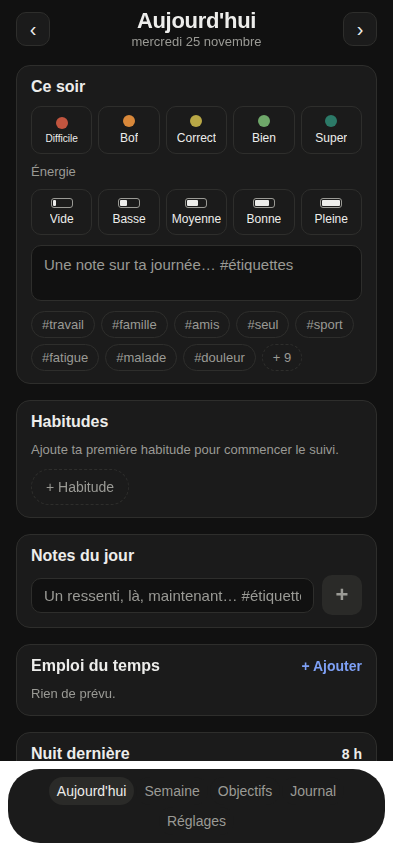 ‹ Aujourd'hui ›
mercredi 25 novembre
Ce soir
Difficile Bof Correct Bien Super
Énergie
Vide Basse Moyenne Bonne Pleine
Une note sur ta journée… #étiquettes
#travail #famille #amis #seul #sport
#fatigue #malade #douleur + 9
Habitudes
Ajoute ta première habitude pour commencer le suivi.
+ Habitude
Notes du jour
Un ressenti, là, maintenant… #étiquett +
Emploi du temps + Ajouter
Rien de prévu.
Nuit dernière 8 h
Aujourd'hui Semaine Objectifs Journal
Réglages